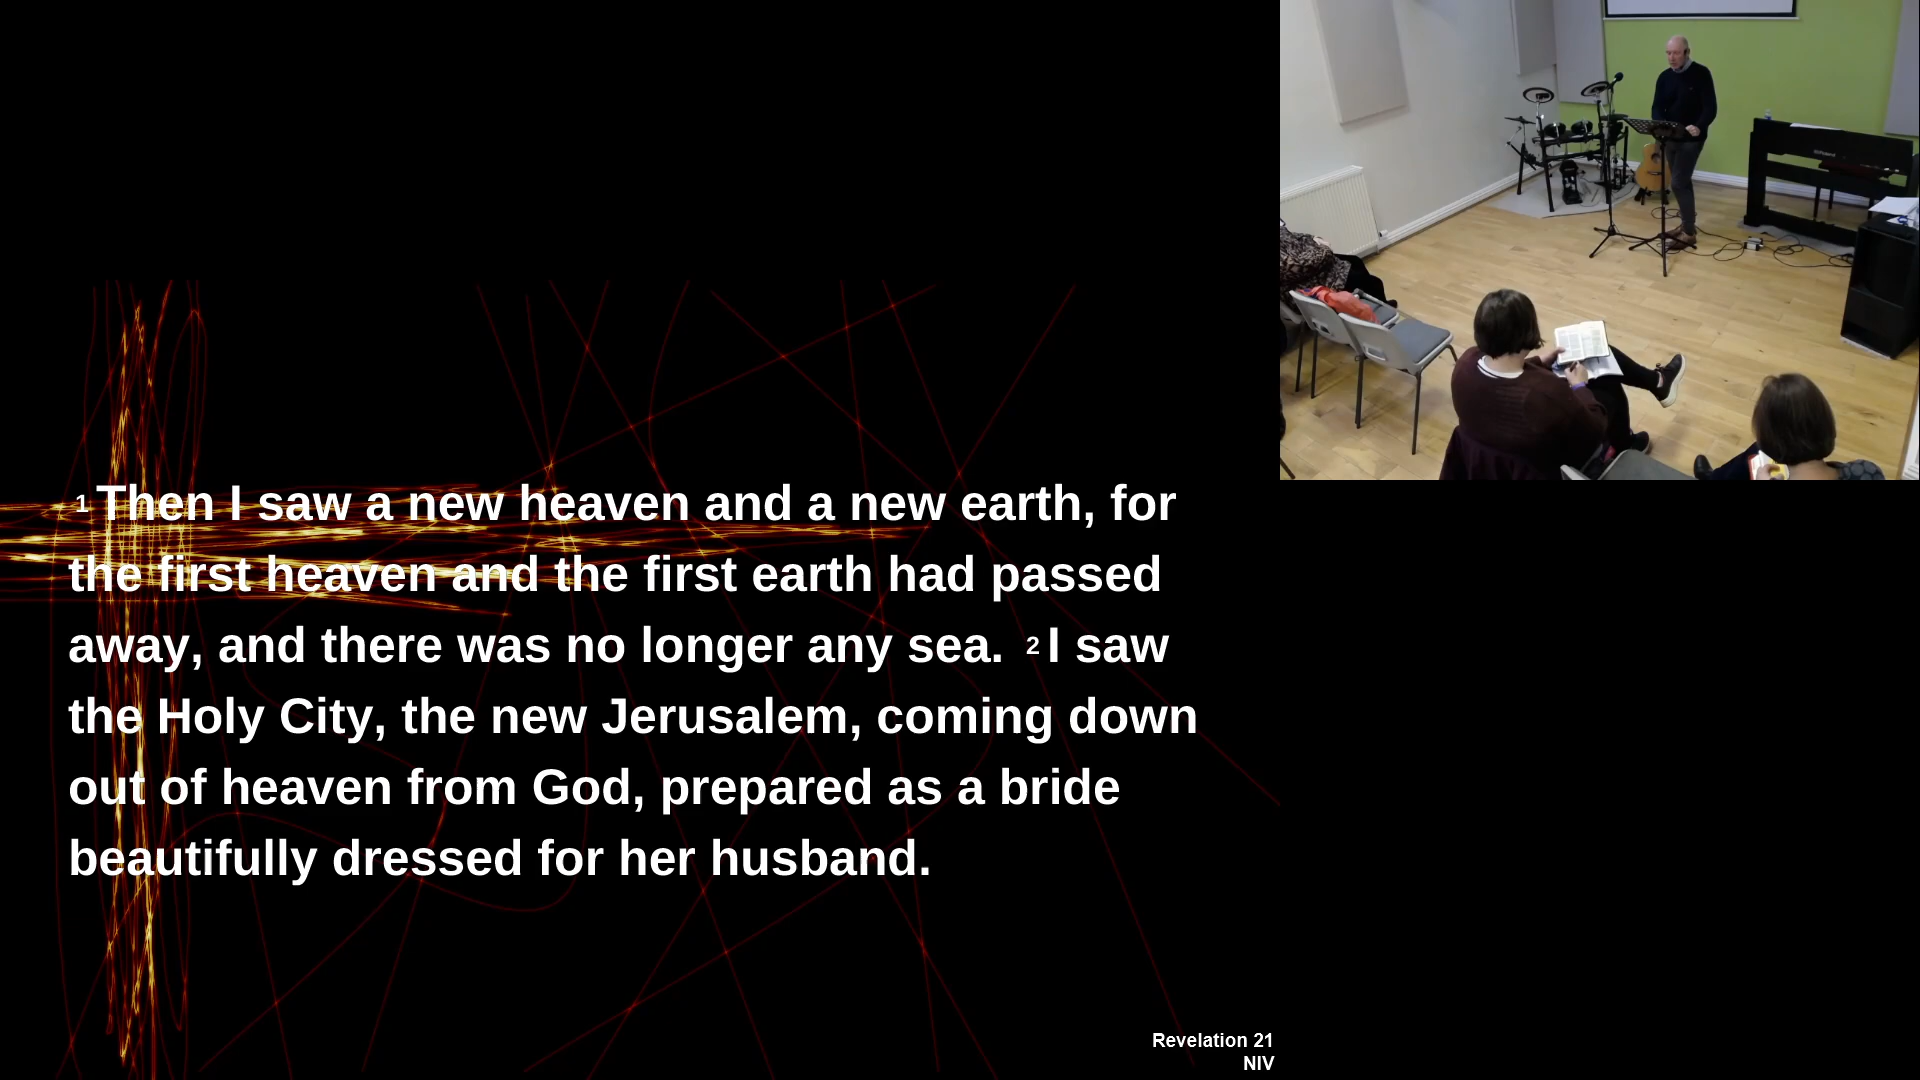 1 Then I saw a new heaven and a new earth, for
the first heaven and the first earth had passed
away, and there was no longer any sea. 2 I saw
the Holy City, the new Jerusalem, coming down
out of heaven from God, prepared as a bride
beautifully dressed for her husband.
Revelation 21
NIV